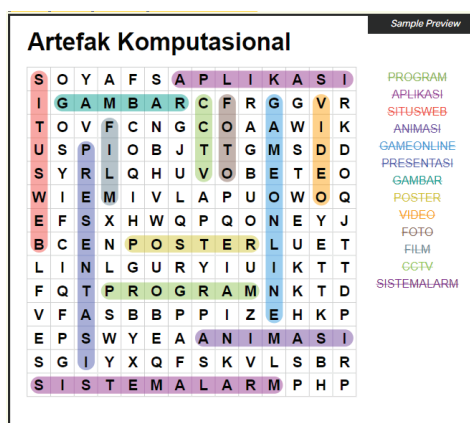 Sample Preview
Artefak Komputasional
S O Y A F S A P L I K A S I
I G A M B A R C F R G G V R
T O V F C N G C O A A W I K
U S P I O B J T T G M S D D
S Y R L Q H U V O B E T E O
W I E M I V L A P U O W O Q
E F S X H W Q P Q O N E Y J
B C E N P O S T E R L U E T
L I N L G U R Y I U I K T T
F Q T P R O G R A M N K T D
V F A S B B P P I Z E H K P
E P S W Y E A A N I M A S I
S G I Y X Q F S K V L S B R
S I S T E M A L A R M P H P
PROGRAM
APLIKASI
SITUSWEB
ANIMASI
GAMEONLINE
PRESENTASI
GAMBAR
POSTER
VIDEO
FOTO
FILM
CCTV
SISTEMALARM